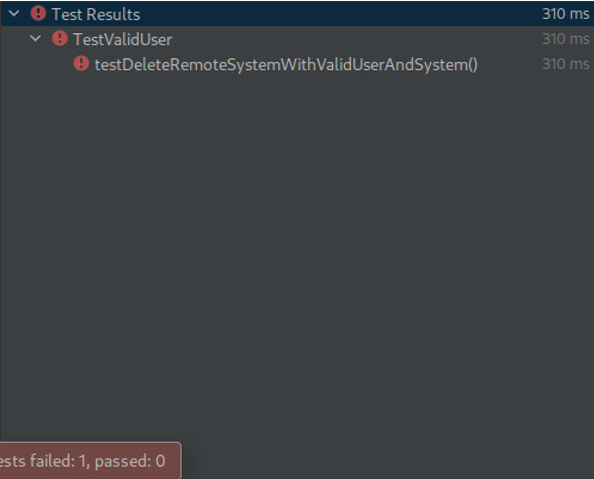 Test Results 310 ms
TestValidUser 310 ms
testDeleteRemoteSystemWithValidUserAndSystem() 310 ms
ests failed: 1, passed: 0